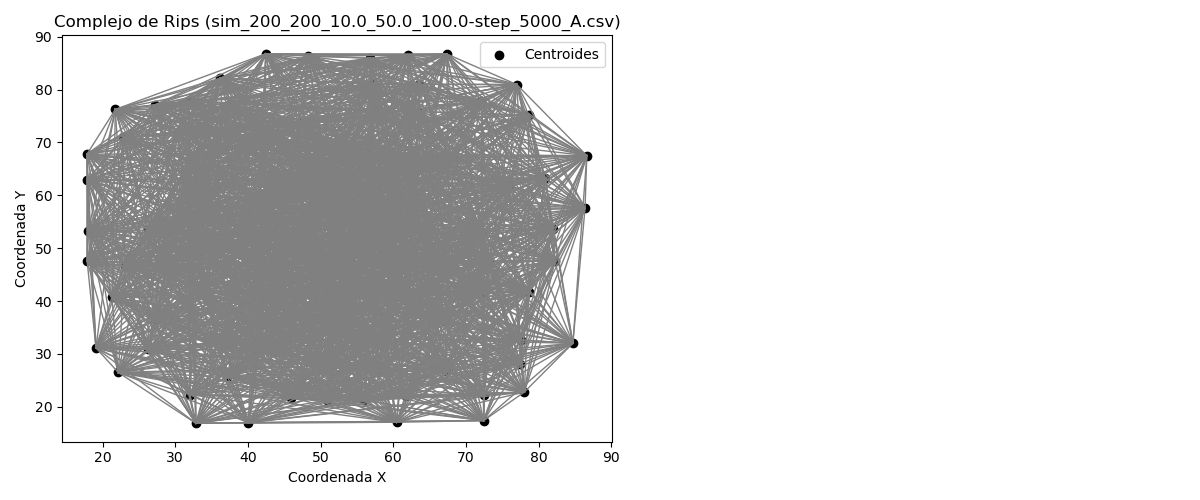 Complejo de Rips (sim_200_200_10.0_50.0_100.0-step_5000_A.csv)
Centroides
Coordenada Y
90
80
70
60
50
40
30
20
20 30 40 50 60 70 80 90
Coordenada X